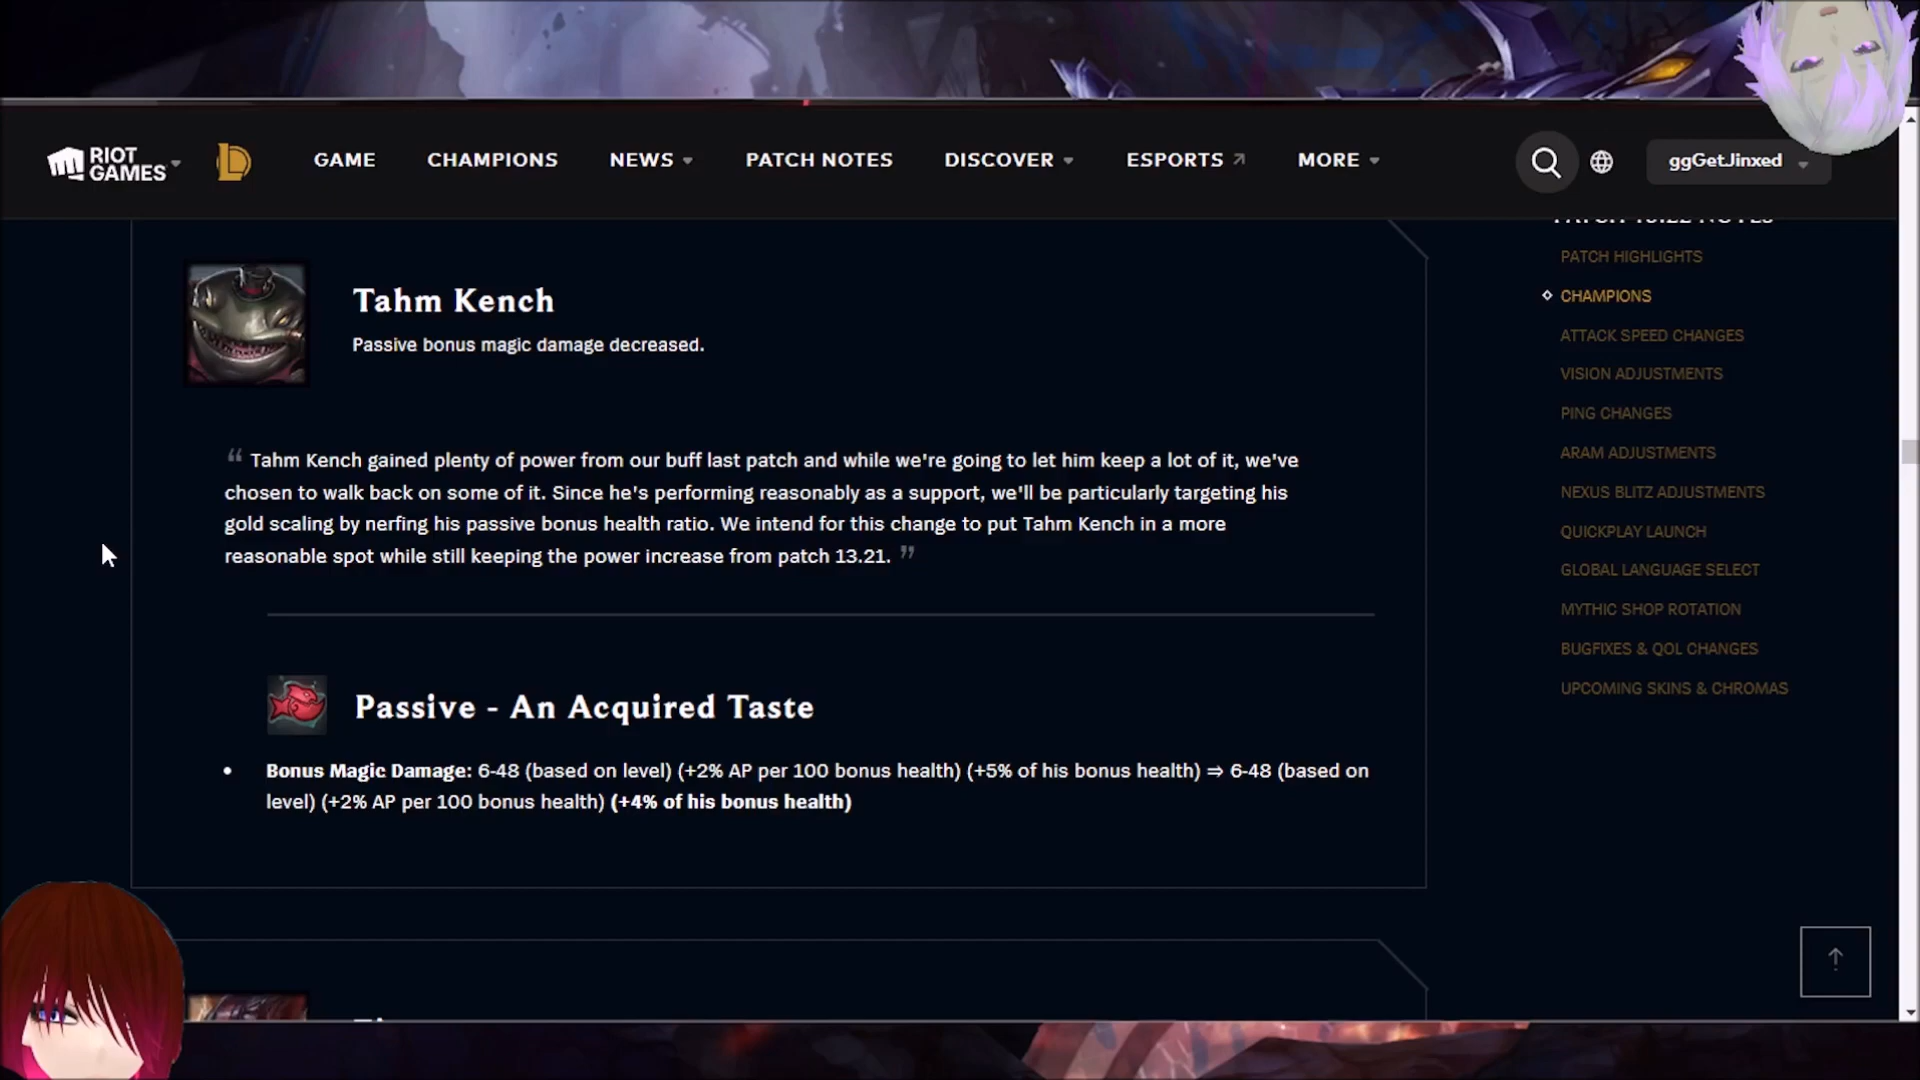 RIOT GAMES
GAME
CHAMPIONS
NEWS
PATCH NOTES
DISCOVER
ESPORTS
MORE
ggGetJinxed
Tahm Kench
Passive bonus magic damage decreased.
“ Tahm Kench gained plenty of power from our buff last patch and while we're going to let him keep a lot of it, we've
chosen to walk back on some of it. Since he's performing reasonably as a support, we'll be particularly targeting his
gold scaling by nerfing his passive bonus health ratio. We intend for this change to put Tahm Kench in a more
reasonable spot while still keeping the power increase from patch 13.21. ”
Passive - An Acquired Taste
• Bonus Magic Damage: 6-48 (based on level) (+2% AP per 100 bonus health) (+5% of his bonus health) ⇒ 6-48 (based on
level) (+2% AP per 100 bonus health) (+4% of his bonus health)
PATCH HIGHLIGHTS
CHAMPIONS
ATTACK SPEED CHANGES
VISION ADJUSTMENTS
PING CHANGES
ARAM ADJUSTMENTS
NEXUS BLITZ ADJUSTMENTS
QUICKPLAY LAUNCH
GLOBAL LANGUAGE SELECT
MYTHIC SHOP ROTATION
BUGFIXES & QOL CHANGES
UPCOMING SKINS & CHROMAS